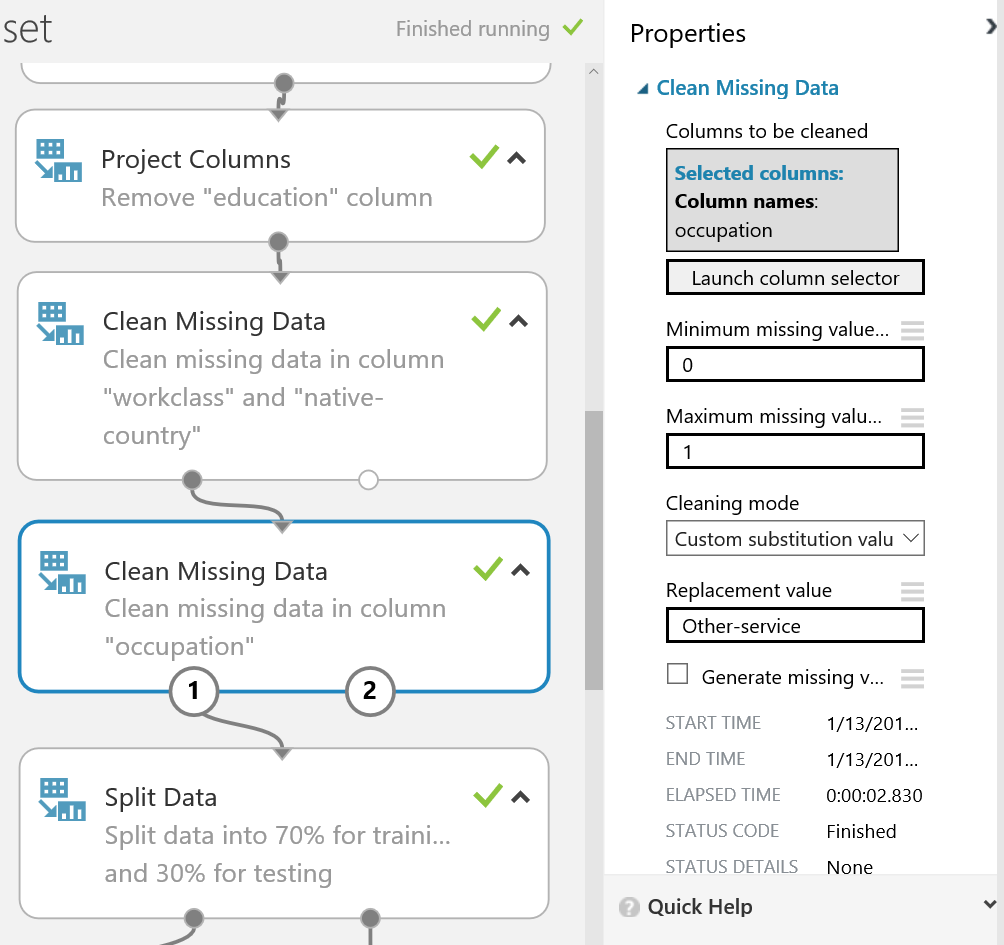 set
Finished running
Project Columns
Remove "education" column
Clean Missing Data
Clean missing data in column
"workclass" and "native-
country"
Clean Missing Data
Clean missing data in column
"occupation"
1
2
Split Data
Split data into 70% for traini...
and 30% for testing
Properties
Clean Missing Data
Columns to be cleaned
Selected columns:
Column names:
occupation
Launch column selector
Minimum missing value...
0
Maximum missing valu...
1
Cleaning mode
Custom substitution valu
Replacement value
Other-service
Generate missing v...
START TIME 1/13/201...
END TIME 1/13/201...
ELAPSED TIME 0:00:02.830
STATUS CODE Finished
STATUS DETAILS None
? Quick Help